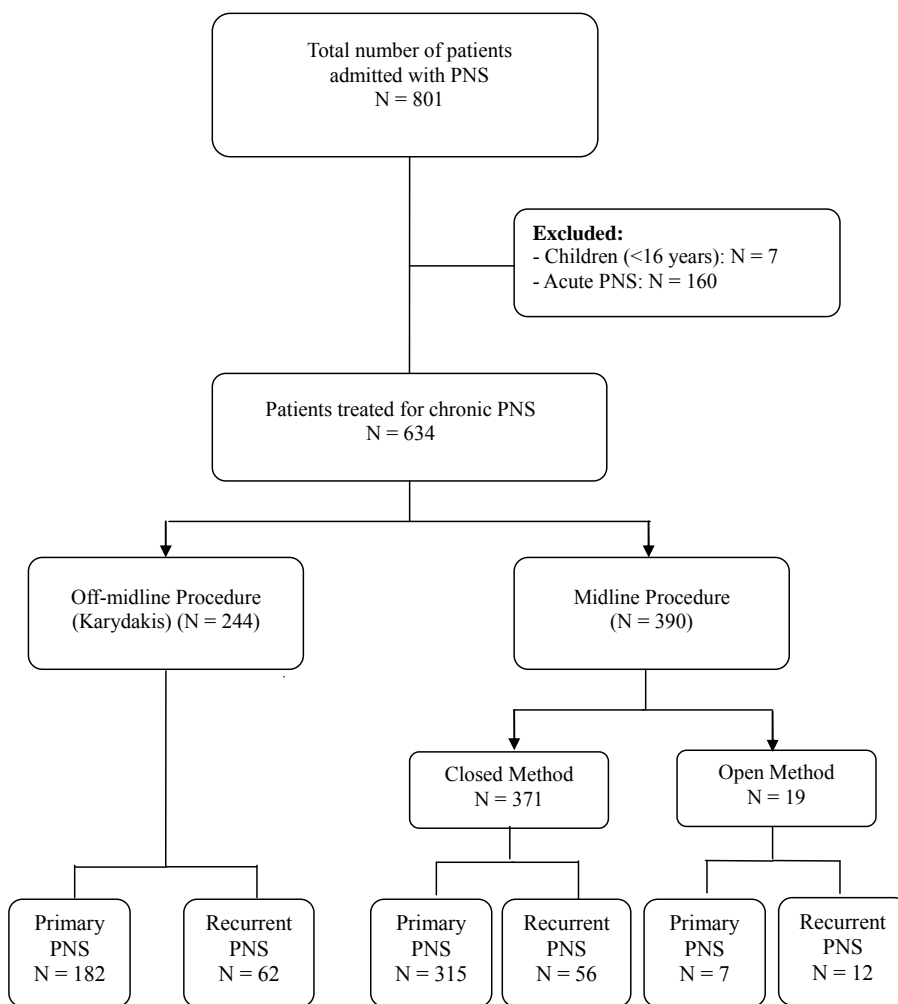 Total number of patients
admitted with PNS
N = 801
Excluded:
- Children (<16 years): N = 7
- Acute PNS: N = 160
Patients treated for chronic PNS
N = 634
Off-midline Procedure
(Karydakis) (N = 244)
Midline Procedure
(N = 390)
Closed Method
N = 371
Open Method
N = 19
Primary
PNS
N = 182
Recurrent
PNS
N = 62
Primary
PNS
N = 315
Recurrent
PNS
N = 56
Primary
PNS
N = 7
Recurrent
PNS
N = 12